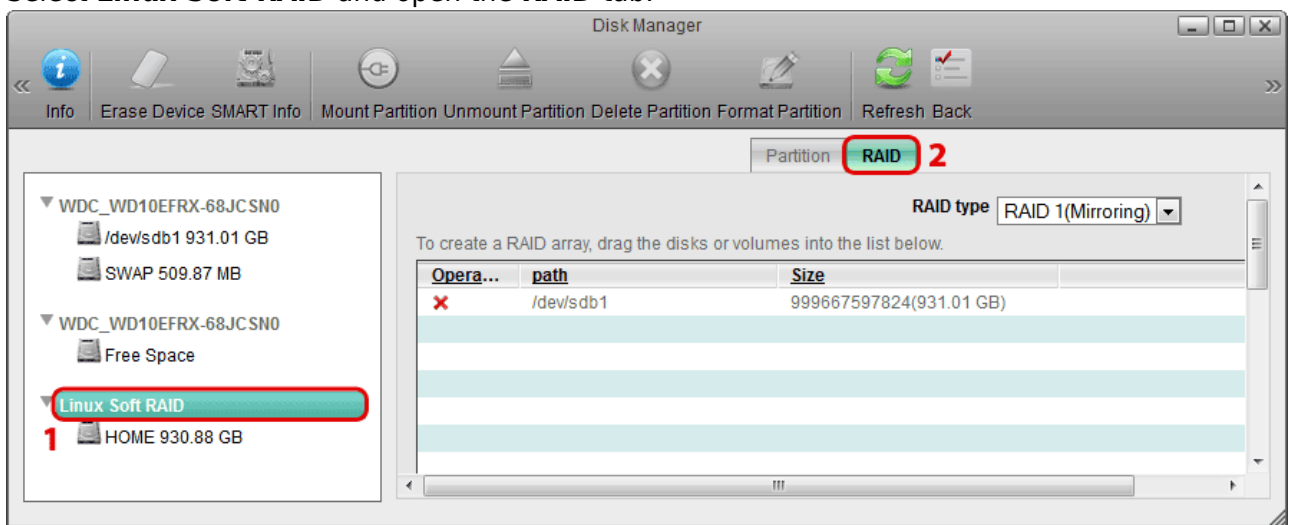 Select Linux Soft RAID and open the RAID tab.
Disk Manager
Info Erase Device SMART Info Mount Partition Unmount Partition Delete Partition Format Partition Refresh Back
Partition RAID 2
WDC_WD10EFRX-68JCSN0
/dev/sdb1 931.01 GB
SWAP 509.87 MB
WDC_WD10EFRX-68JCSN0
Free Space
Linux Soft RAID
1 HOME 930.88 GB
RAID type RAID 1(Mirroring)
To create a RAID array, drag the disks or volumes into the list below.
Opera... path Size
/dev/sdb1 999667597824(931.01 GB)